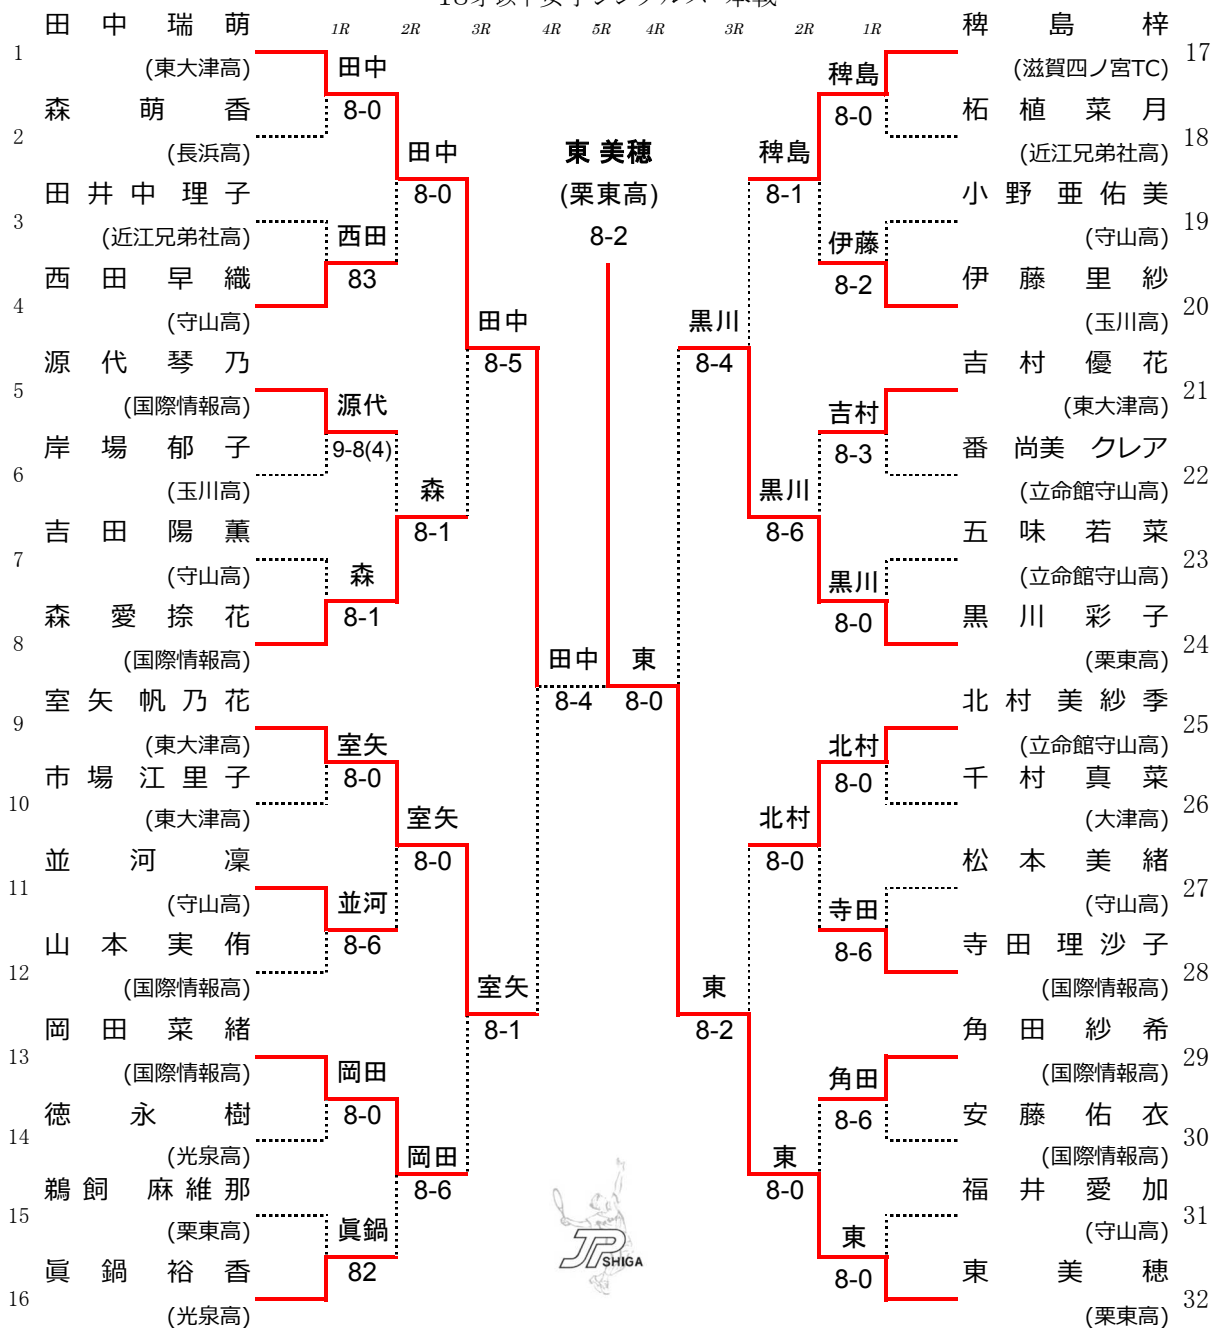 18才以下女子シングルス 本戦
1R 2R 3R 4R 5R 4R 3R 2R 1R
田中瑞萌
1
(東大津高)
田中
8-0
森萌香
2
(長浜高)
田中
8-0
田井中理子
3
(近江兄弟社高)
西田
83
西田早織
4
(守山高)
田中
8-5
源代琴乃
5
(国際情報高)
源代
9-8(4)
岸場郁子
6
(玉川高)
森
8-1
吉田陽薫
7
(守山高)
森
8-1
森愛捺花
8
(国際情報高)
田中
8-4
室矢帆乃花
9
(東大津高)
室矢
8-0
市場江里子
10
(東大津高)
室矢
8-0
並河凜
11
(守山高)
並河
8-6
山本実侑
12
(国際情報高)
室矢
8-1
岡田菜緒
13
(国際情報高)
岡田
8-0
徳永樹
14
(光泉高)
岡田
8-6
鵜飼麻維那
15
(栗東高)
眞鍋
82
眞鍋裕香
16
(光泉高)
東 美穂
(栗東高)
8-2
稗島梓
17
(滋賀四ノ宮TC)
稗島
8-0
柘植菜月
18
(近江兄弟社高)
稗島
8-1
小野亜佑美
19
(守山高)
伊藤
8-2
伊藤里紗
20
(玉川高)
黒川
8-4
吉村優花
21
(東大津高)
吉村
8-3
番尚美クレア
22
(立命館守山高)
黒川
8-6
五味若菜
23
(立命館守山高)
黒川
8-0
黒川彩子
24
(栗東高)
東
8-0
北村美紗季
25
(立命館守山高)
北村
8-0
千村真菜
26
(大津高)
北村
8-0
松本美緒
27
(守山高)
寺田
8-6
寺田理沙子
28
(国際情報高)
東
8-2
角田紗希
29
(国際情報高)
角田
8-6
安藤佑衣
30
(国際情報高)
東
8-0
福井愛加
31
(守山高)
東
8-0
東美穂
32
(栗東高)
JP SHIGA